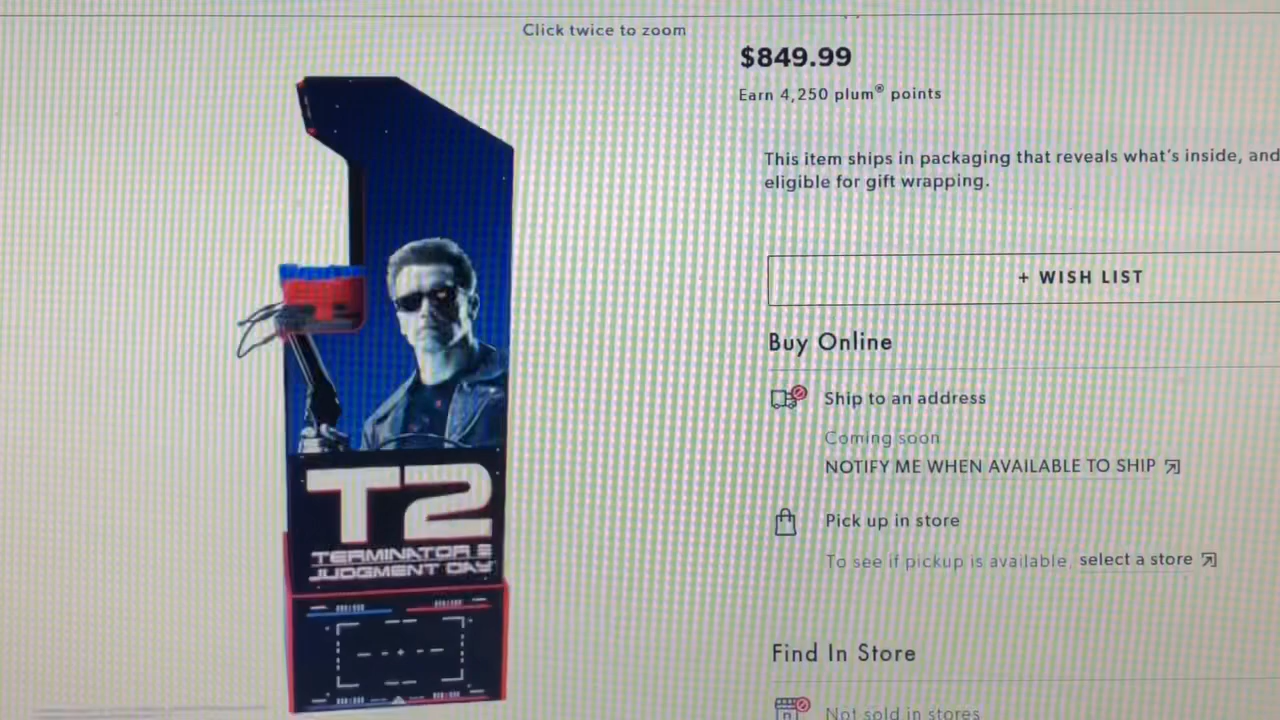 Click twice to zoom
$849.99
Earn 4,250 plum® points
This item ships in packaging that reveals what's inside, and
eligible for gift wrapping.
+ WISH LIST
Buy Online
Ship to an address
Coming soon
NOTIFY ME WHEN AVAILABLE TO SHIP
Pick up in store
To see if pickup is available, select a store
Find In Store
Not sold in stores
T2
TERMINATOR 2
JUDGMENT DAY